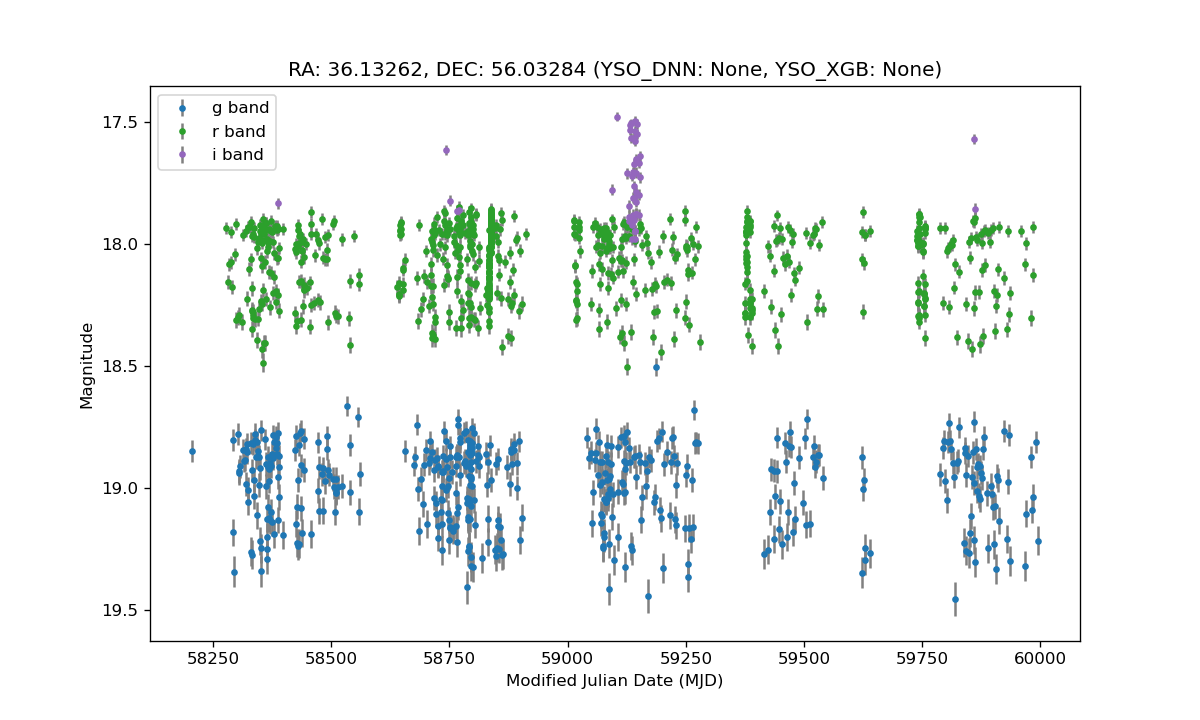 RA: 36.13262, DEC: 56.03284 (YSO_DNN: None, YSO_XGB: None)
g band
r band
i band
17.5
18.0
18.5
19.0
19.5
Magnitude
58250 58500 58750 59000 59250 59500 59750 60000
Modified Julian Date (MJD)